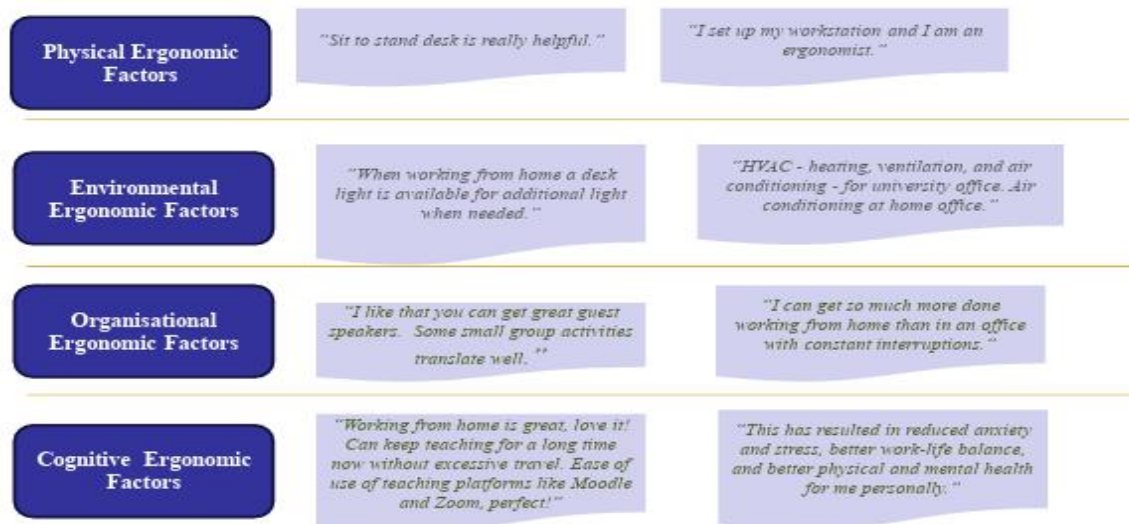 Physical Ergonomic
Factors
"Sit to stand desk is really helpful."
"I set up my workstation and I am an
ergonomist."
Environmental
Ergonomic Factors
"When working from home a desk
light is available for additional light
when needed."
"HVAC - heating, ventilation, and air
conditioning - for university office. Air
conditioning at home office."
Organisational
Ergonomic Factors
"I like that you can get great guest
speakers. Some small group activities
translate well."
"I can get so much more done
working from home than in an office
with constant interruptions."
Cognitive Ergonomic
Factors
"Working from home is great, love it!
Can keep teaching for a long time
now without excessive travel. Ease of
use of teaching platforms like Moodle
and Zoom, perfect!"
"This has resulted in reduced anxiety
and stress, better work-life balance,
and better physical and mental health
for me personally."